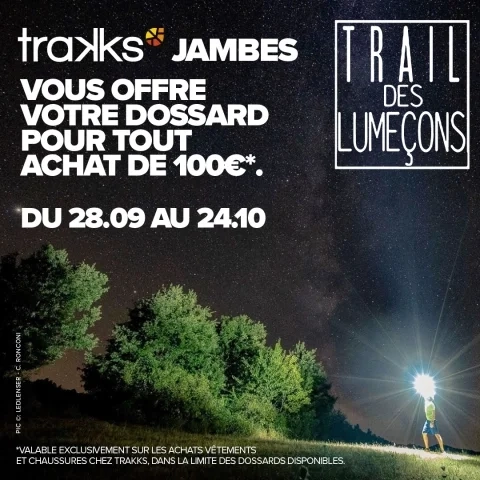 trakks JAMBES
VOUS OFFRE
VOTRE DOSSARD
POUR TOUT
ACHAT DE 100€*.
DU 28.09 AU 24.10
TRAIL
DES
LUMEÇONS
PIC ©: LEDLENSER - C. RONCONI
*VALABLE EXCLUSIVEMENT SUR LES ACHATS VÊTEMENTS
ET CHAUSSURES CHEZ TRAKKS, DANS LA LIMITE DES DOSSARDS DISPONIBLES.